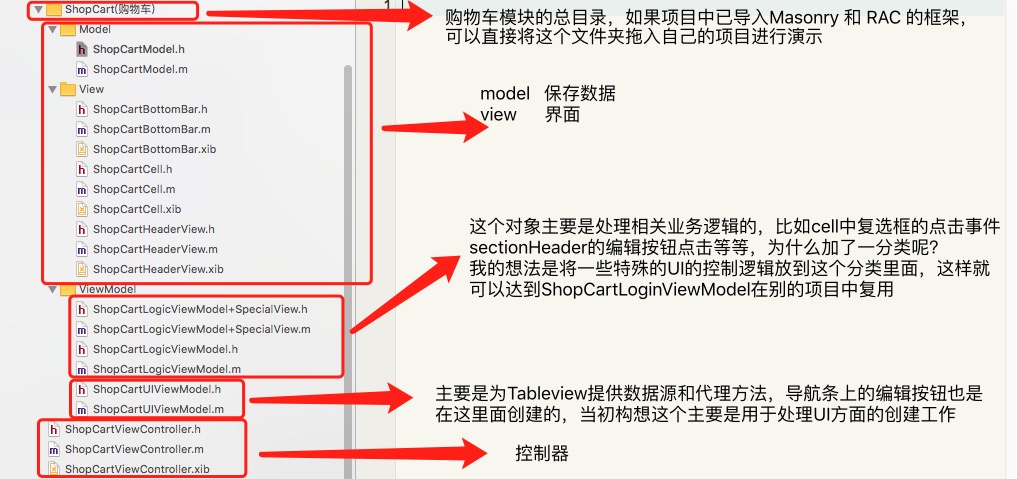 ShopCart(购物车)
Model
ShopCartModel.h
ShopCartModel.m
View
ShopCartBottomBar.h
ShopCartBottomBar.m
ShopCartBottomBar.xib
ShopCartCell.h
ShopCartCell.m
ShopCartCell.xib
ShopCartHeaderView.h
ShopCartHeaderView.m
ShopCartHeaderView.xib
ViewModel
ShopCartLogicViewModel+SpecialView.h
ShopCartLogicViewModel+SpecialView.m
ShopCartLogicViewModel.h
ShopCartLogicViewModel.m
ShopCartUIViewModel.h
ShopCartUIViewModel.m
ShopCartViewController.h
ShopCartViewController.m
ShopCartViewController.xib
1
购物车模块的总目录，如果项目中已导入Masonry 和 RAC 的框架，
可以直接将这个文件夹拖入自己的项目进行演示
model 保存数据
view 界面
这个对象主要是处理相关业务逻辑的，比如cell中复选框的点击事件
sectionHeader的编辑按钮点击等等，为什么加了一分类呢？
我的想法是将一些特殊的UI的控制逻辑放到这个分类里面，这样就
可以达到ShopCartLoginViewModel在别的项目中复用
主要是为Tableview提供数据源和代理方法，导航条上的编辑按钮也是
在这里面创建的，当初构想这个主要是用于处理UI方面的创建工作
控制器